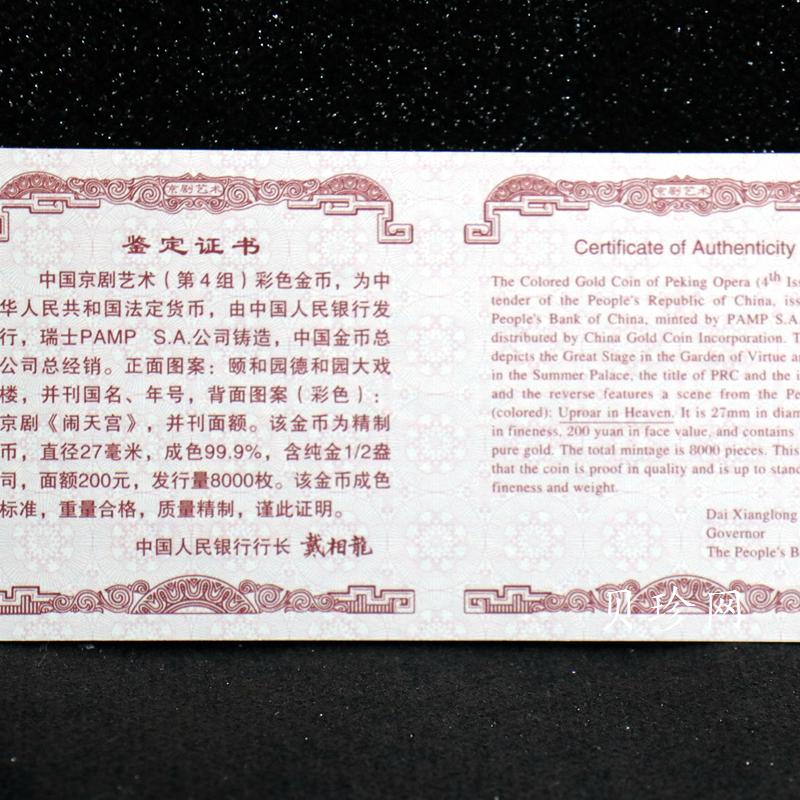 京剧艺术
鉴定证书
中国京剧艺术（第4组）彩色金币，为中
华人民共和国法定货币，由中国人民银行发
行，瑞士PAMP S.A.公司铸造，中国金币总
公司总经销。正面图案：颐和园德和园大戏
楼，并刊国名、年号，背面图案（彩色）：
京剧《闹天宫》，并刊面额。该金币为精制
币，直径27毫米，成色99.9%，含纯金1/2盎
司，面额200元，发行量8000枚。该金币成色
标准，重量合格，质量精制，谨此证明。
中国人民银行行长 戴相龍
京剧艺术
Certificate of Authenticity
The Colored Gold Coin of Peking Opera (4th Iss
tender of the People's Republic of China, iss
People's Bank of China, minted by PAMP S.A
distributed by China Gold Coin Incorporation. T
depicts the Great Stage in the Garden of Virtue a
in the Summer Palace, the title of PRC and the i
and the reverse features a scene from the Pe
(colored): Uproar in Heaven. It is 27mm in diam
in fineness, 200 yuan in face value, and contains
pure gold. The total mintage is 8000 pieces. This
that the coin is proof in quality and is up to stand
fineness and weight.
Dai Xianglong
Governor
The People's B
贝珍网